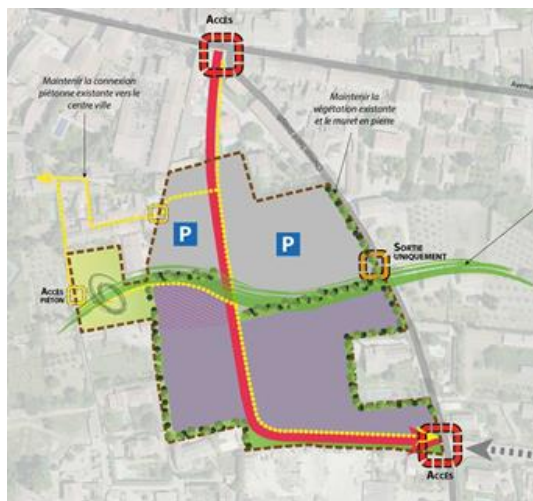 Accès
Maintenir la connexion
piétonne existante vers le
centre ville
Maintenir la
végétation existante
et le muret en pierre
Avenue
P
P
Sortie
uniquement
Accès
piéton
Accès